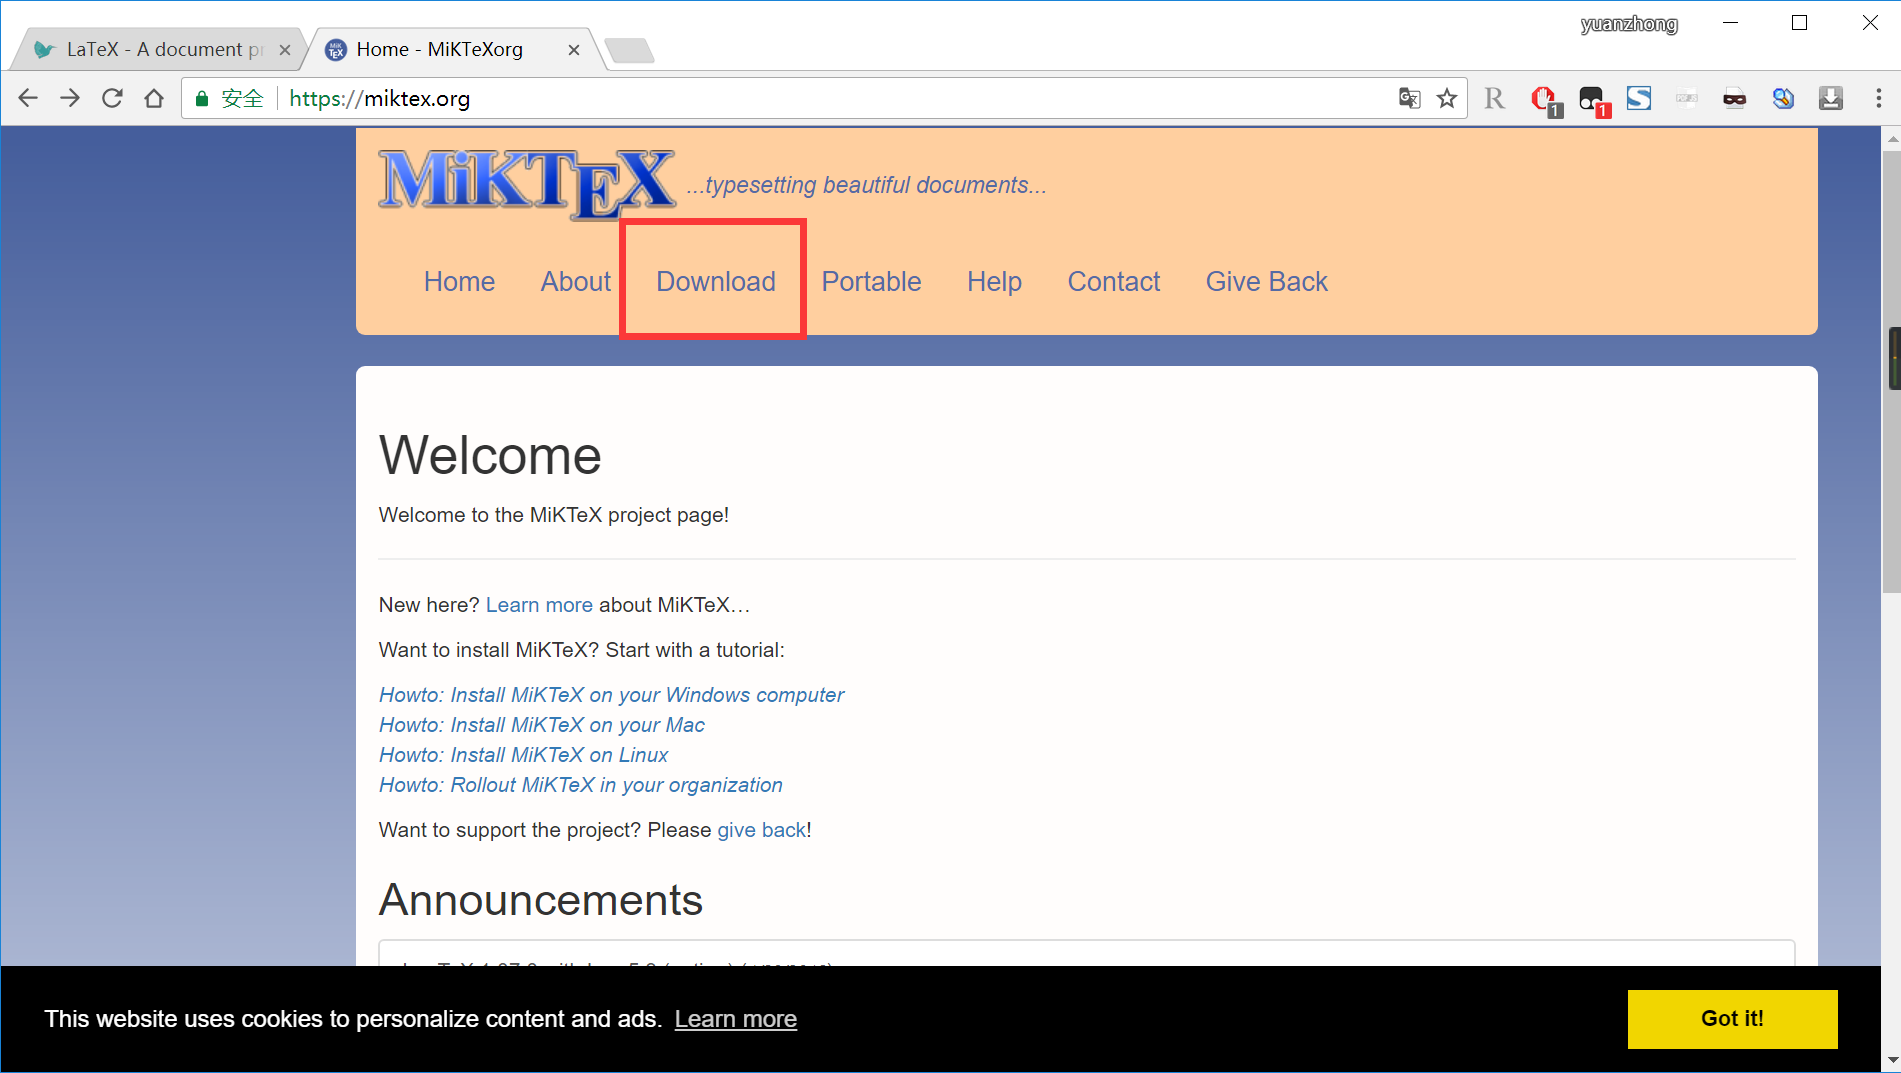 yuanzhong
LaTeX - A document pr
Home - MiKTeXorg
安全 https://miktex.org
MiKTeX ...typesetting beautiful documents...
Home About Download Portable Help Contact Give Back
Welcome
Welcome to the MiKTeX project page!
New here? Learn more about MiKTeX…
Want to install MiKTeX? Start with a tutorial:
Howto: Install MiKTeX on your Windows computer
Howto: Install MiKTeX on your Mac
Howto: Install MiKTeX on Linux
Howto: Rollout MiKTeX in your organization
Want to support the project? Please give back!
Announcements
This website uses cookies to personalize content and ads. Learn more
Got it!